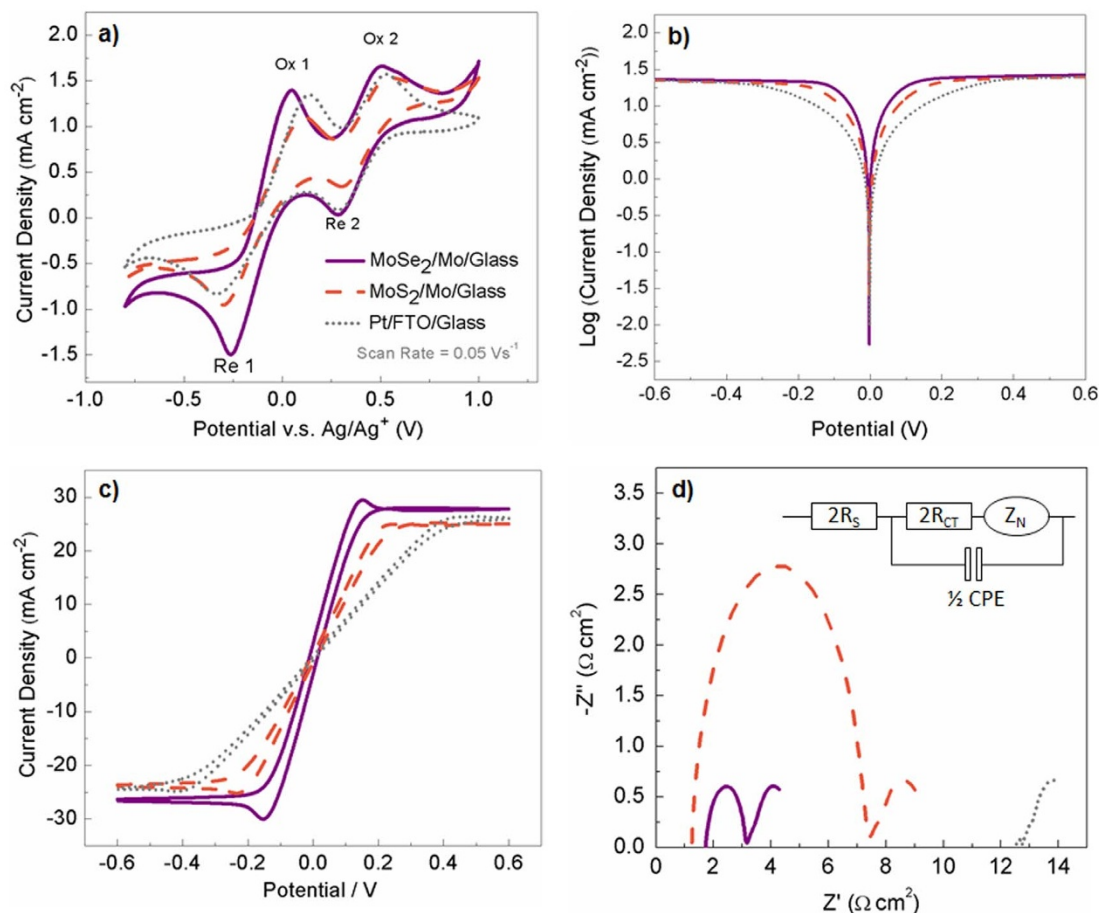 a)
Ox 1
Ox 2
Re 2
Re 1
MoSe2/Mo/Glass
MoS2/Mo/Glass
Pt/FTO/Glass
Scan Rate = 0.05 Vs-1
2.0
1.5
1.0
0.5
0.0
-0.5
-1.0
-1.5
Current Density (mA cm-2)
-1.0
-0.5
0.0
0.5
1.0
Potential v.s. Ag/Ag+ (V)
b)
2.0
1.5
1.0
0.5
0.0
-0.5
-1.0
-1.5
-2.0
-2.5
Log (Current Density (mA cm-2))
-0.6
-0.4
-0.2
0.0
0.2
0.4
0.6
Potential (V)
c)
30
20
10
0
-10
-20
-30
Current Density (mA cm-2)
-0.6
-0.4
-0.2
0.0
0.2
0.4
0.6
Potential / V
d)
2RS
2RCT
ZN
½ CPE
3.5
3.0
2.5
2.0
1.5
1.0
0.5
0.0
-Z" (Ω cm2)
0
2
4
6
8
10
12
14
Z' (Ω cm2)